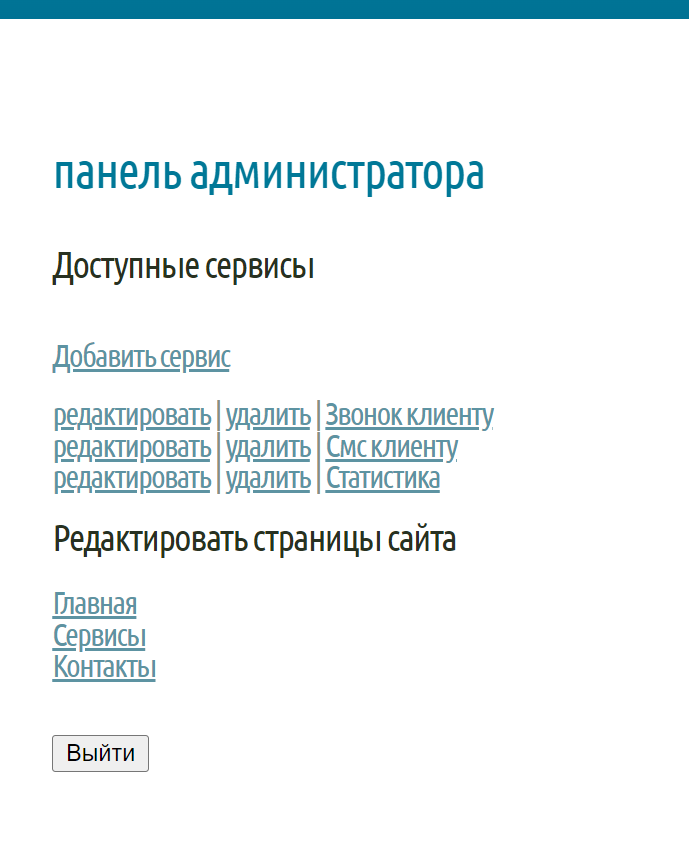 панель администратора
Доступные сервисы
Добавить сервис
редактировать | удалить | Звонок клиенту
редактировать | удалить | Смс клиенту
редактировать | удалить | Статистика
Редактировать страницы сайта
Главная
Сервисы
Контакты
Выйти